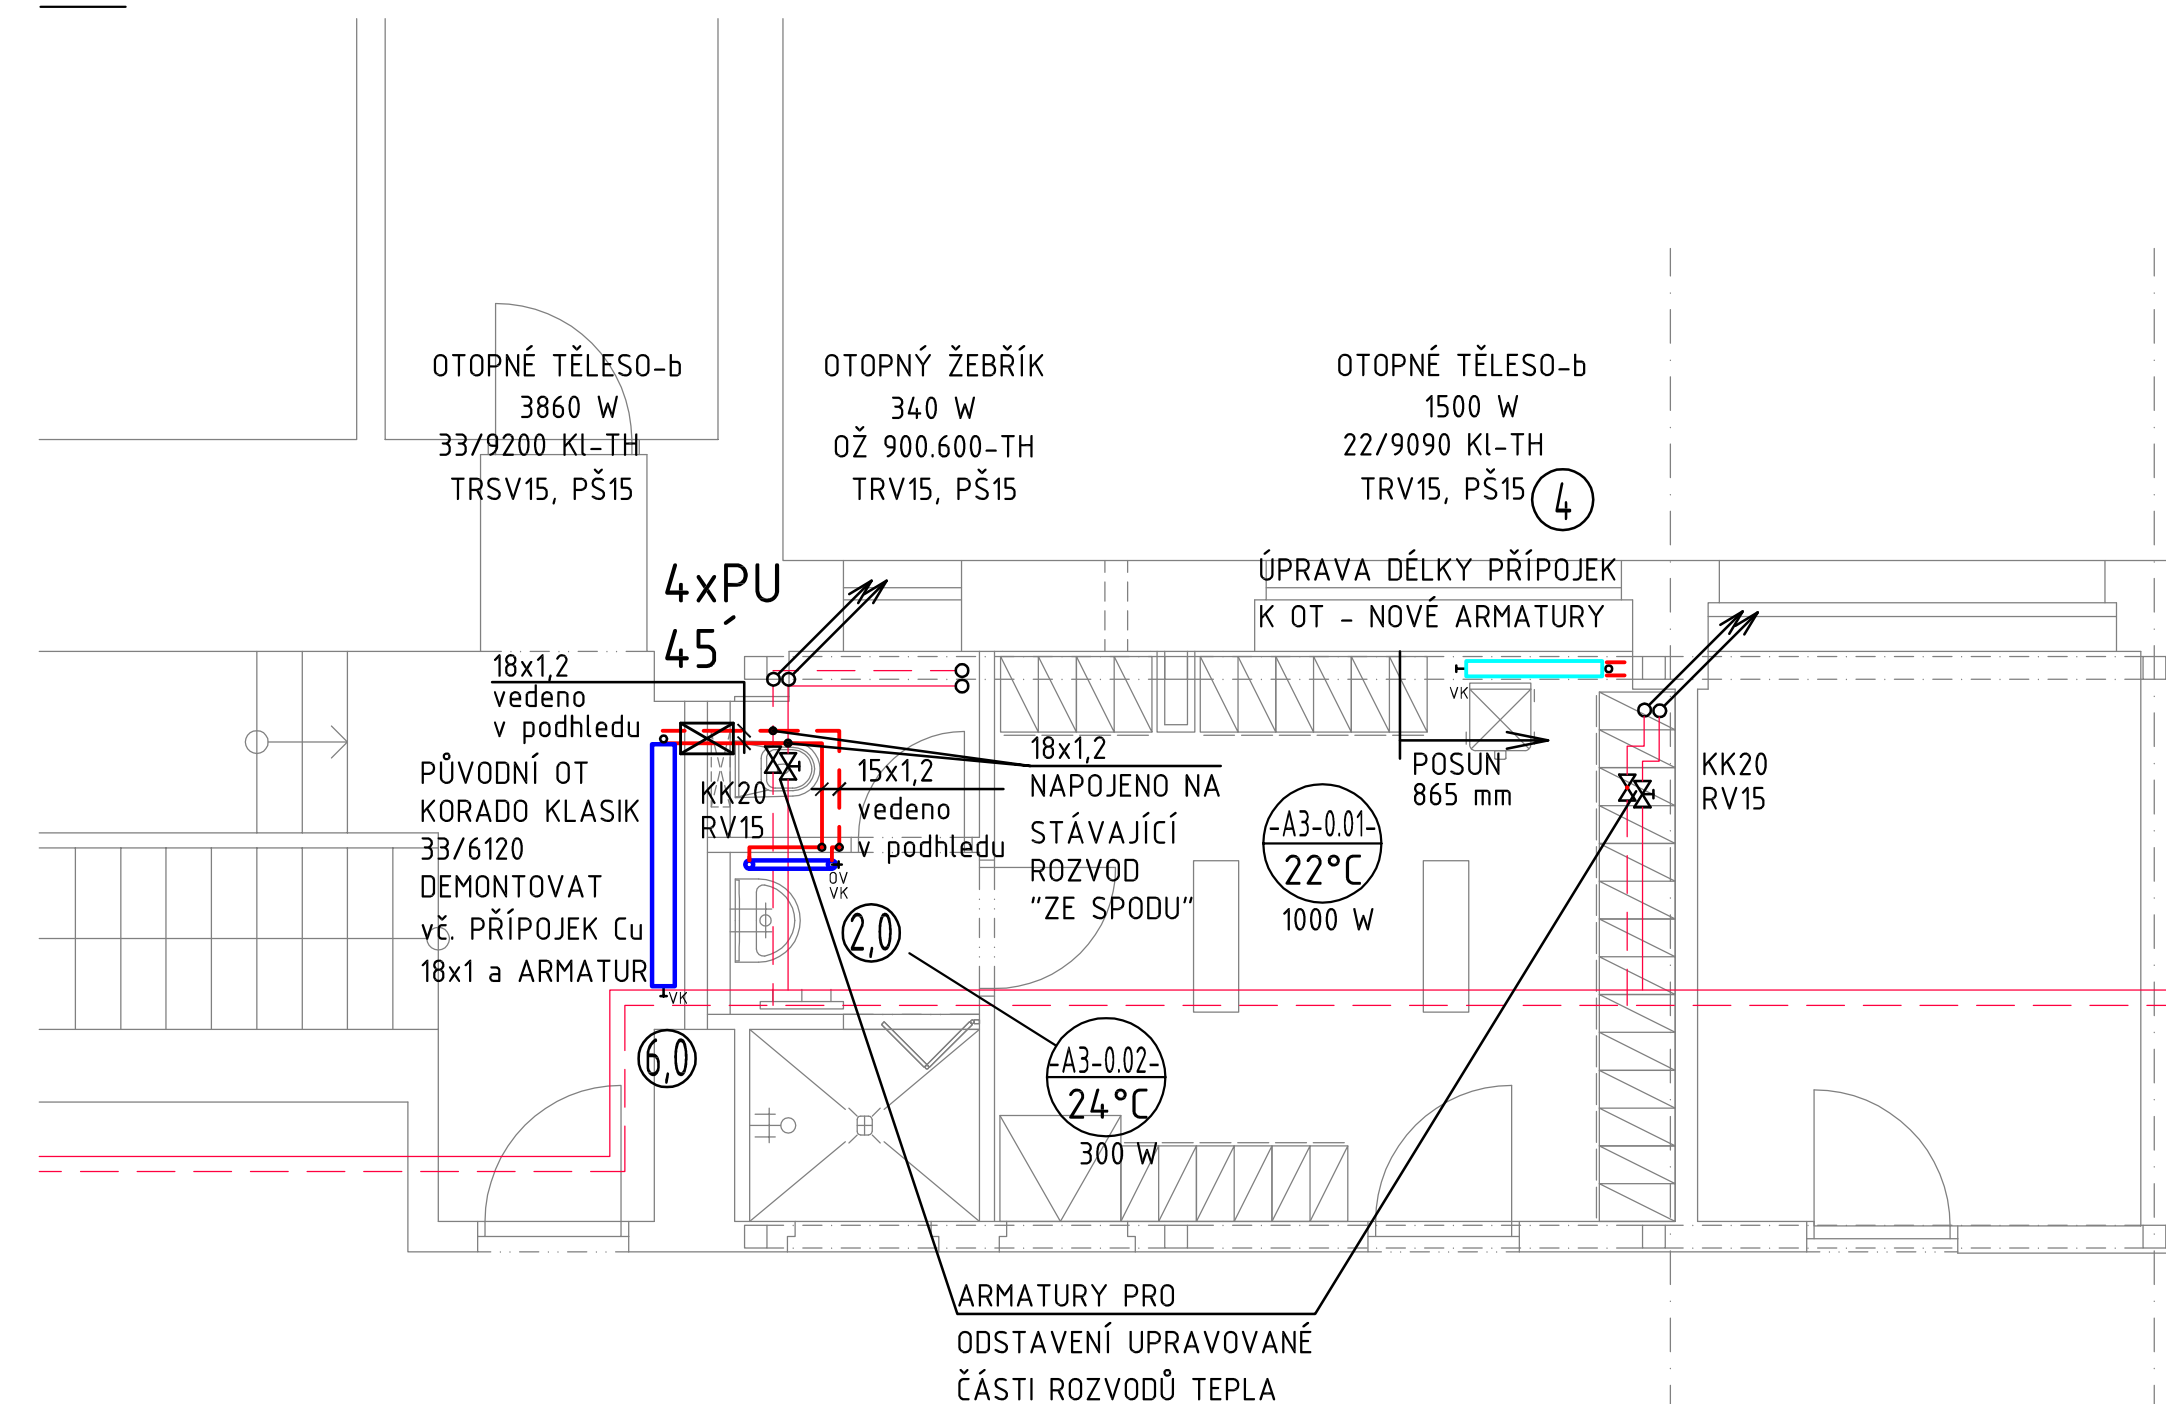 OTOPNÉ TĚLESO-b
3860 W
33/9200 Kl-TH
TRSV15, PŠ15
OTOPNÝ ŽEBŘÍK
340 W
OŽ 900.600-TH
TRV15, PŠ15
OTOPNÉ TĚLESO-b
1500 W
22/9090 Kl-TH
TRV15, PŠ15
4
ÚPRAVA DÉLKY PŘÍPOJEK
K OT - NOVÉ ARMATURY
4xPU
45´
18x1,2
vedeno
v podhledu
PŮVODNÍ OT
KORADO KLASIK
33/6120
DEMONTOVAT
vč. PŘÍPOJEK Cu
18x1 a ARMATUR
VK
6,0
KK20
RV15
15x1,2
vedeno
v podhledu
OV
VK
2,0
18x1,2
NAPOJENO NA
STÁVAJÍCÍ
ROZVOD
"ZE SPODU"
-A3-0.01-
22°C
1000 W
VK
POSUN
865 mm
KK20
RV15
-A3-0.02-
24°C
300 W
ARMATURY PRO
ODSTAVENÍ UPRAVOVANÉ
ČÁSTI ROZVODŮ TEPLA